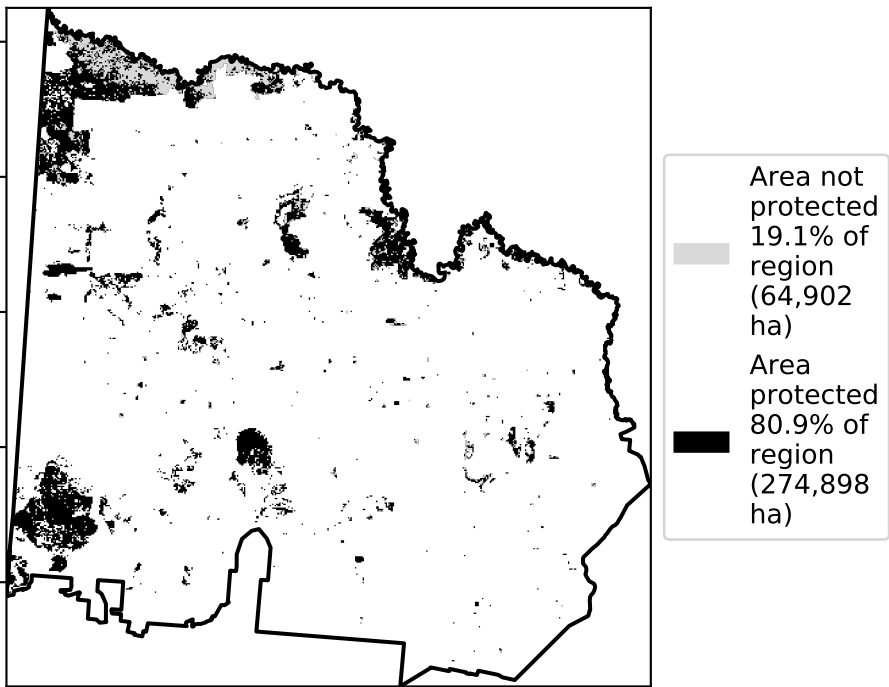 Area not
protected
19.1% of
region
(64,902
ha)
Area
protected
80.9% of
region
(274,898
ha)